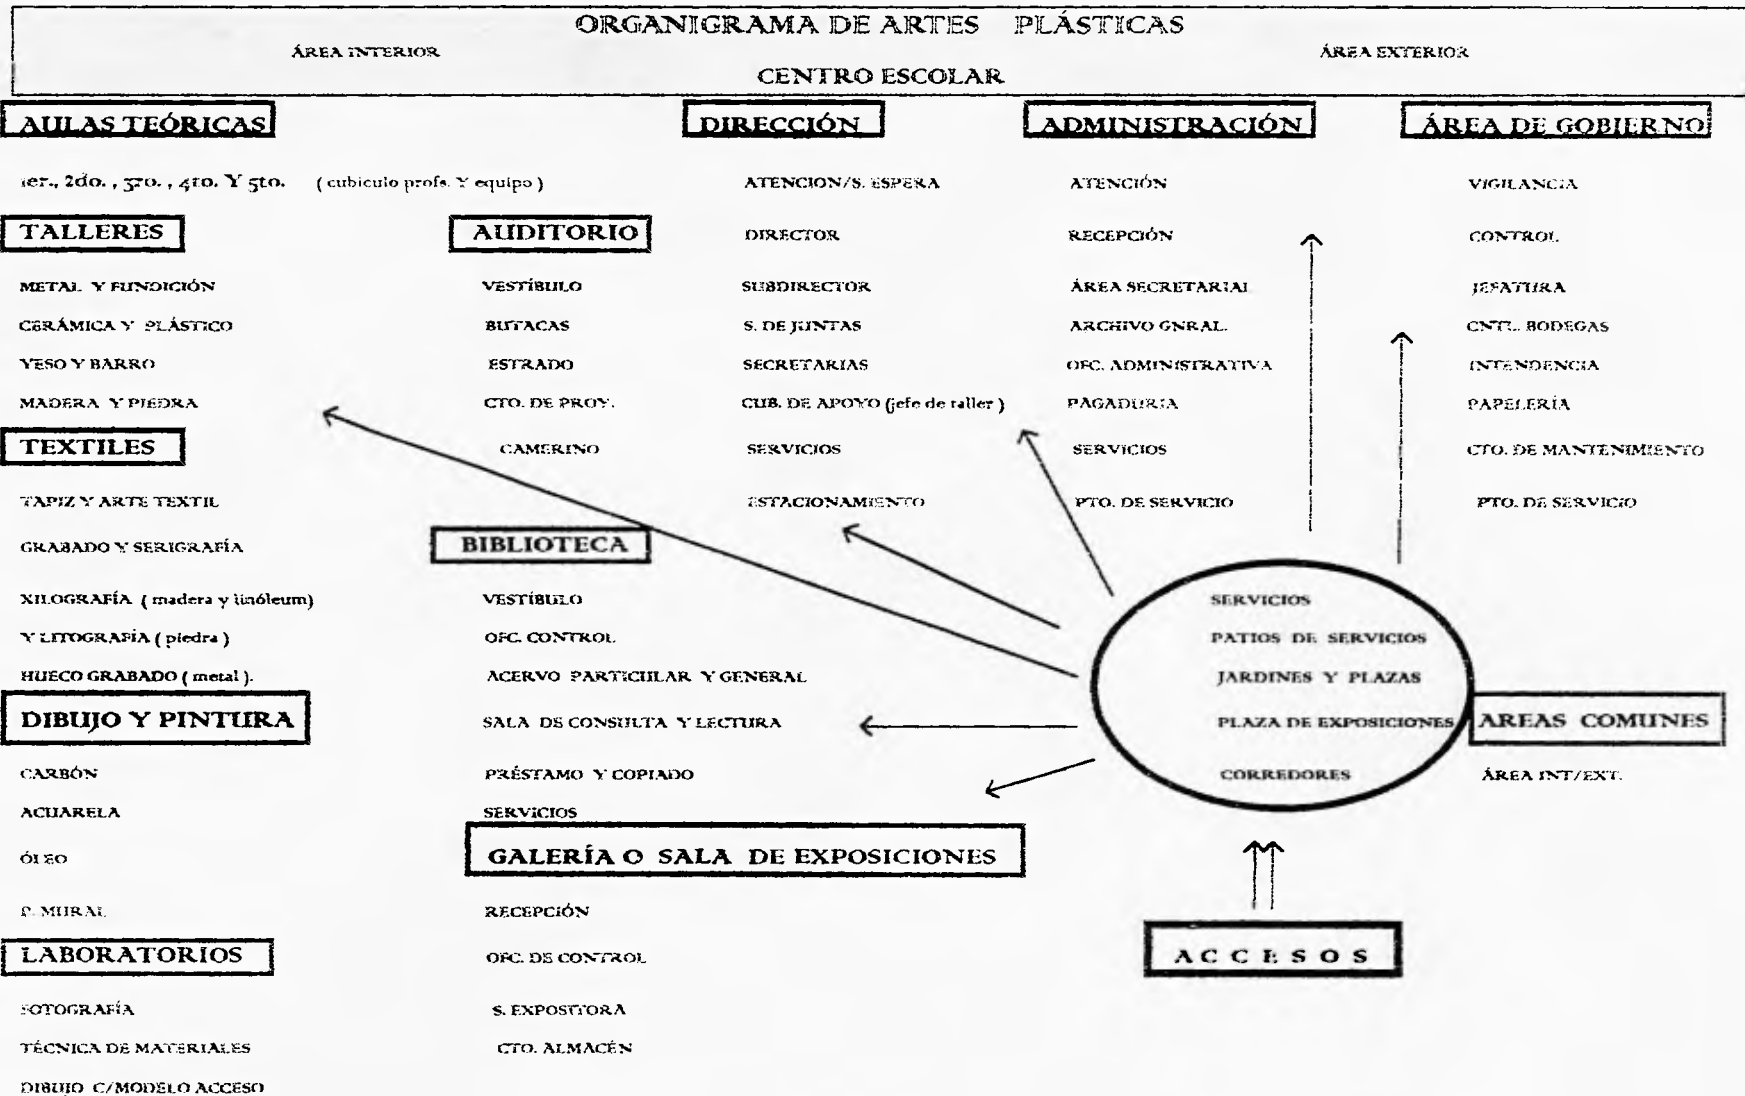 ORGANIGRAMA DE ARTES PLÁSTICAS
ÁREA INTERIOR
ÁREA EXTERIOR
CENTRO ESCOLAR
AULAS TEÓRICAS
1er., 2do. , 3ro. , 4to. Y 5to. ( cubiculo profs. Y equipo )
TALLERES
METAL Y FUNDICIÓN
CERÁMICA Y PLÁSTICO
YESO Y BARRO
MADERA Y PIEDRA
TEXTILES
TAPIZ Y ARTE TEXTIL
GRABADO Y SERIGRAFÍA
XILOGRAFÍA ( madera y linóleum)
Y LITOGRAFÍA ( piedra )
HUECO GRABADO ( metal ).
DIBUJO Y PINTURA
CARBÓN
ACUARELA
ÓLEO
P. MURAL
LABORATORIOS
FOTOGRAFÍA
TÉCNICA DE MATERIALES
DIBUJO C/MODELO ACCESO
AUDITORIO
VESTÍBULO
BUTACAS
ESTRADO
CTO. DE PROY.
CAMERINO
BIBLIOTECA
VESTÍBULO
OFC. CONTROL
ACERVO PARTICULAR Y GENERAL
SALA DE CONSULTA Y LECTURA
PRÉSTAMO Y COPIADO
SERVICIOS
GALERÍA O SALA DE EXPOSICIONES
RECEPCIÓN
OFC. DE CONTROL
S. EXPOSITORA
CTO. ALMACÉN
DIRECCIÓN
ATENCION/S. ESPERA
DIRECTOR
SUBDIRECTOR
S. DE JUNTAS
SECRETARIAS
CUB. DE APOYO (jefe de taller )
SERVICIOS
ESTACIONAMIENTO
ADMINISTRACIÓN
ATENCIÓN
RECEPCIÓN
ÁREA SECRETARIAL
ARCHIVO GNRAL.
OFC. ADMINISTRATIVA
PAGADURIA
SERVICIOS
PTO. DE SERVICIO
ÁREA DE GOBIERNO
VIGILANCIA
CONTROL
JEFATURA
CNTL. BODEGAS
INTENDENCIA
PAPELERÍA
CTO. DE MANTENIMIENTO
PTO. DE SERVICIO
SERVICIOS
PATIOS DE SERVICIOS
JARDINES Y PLAZAS
PLAZA DE EXPOSICIONES
CORREDORES
AREAS COMUNES
ÁREA INT/EXT.
ACCESOS